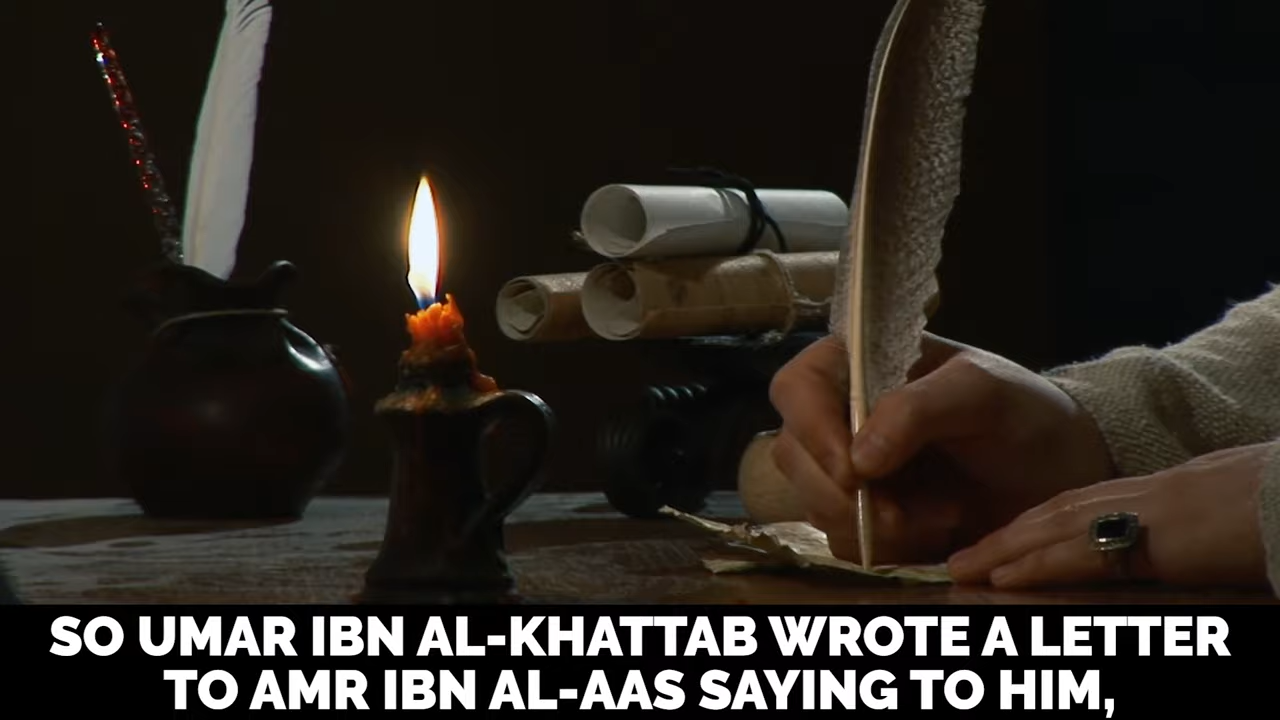 SO UMAR IBN AL-KHATTAB WROTE A LETTER
TO AMR IBN AL-AAS SAYING TO HIM,